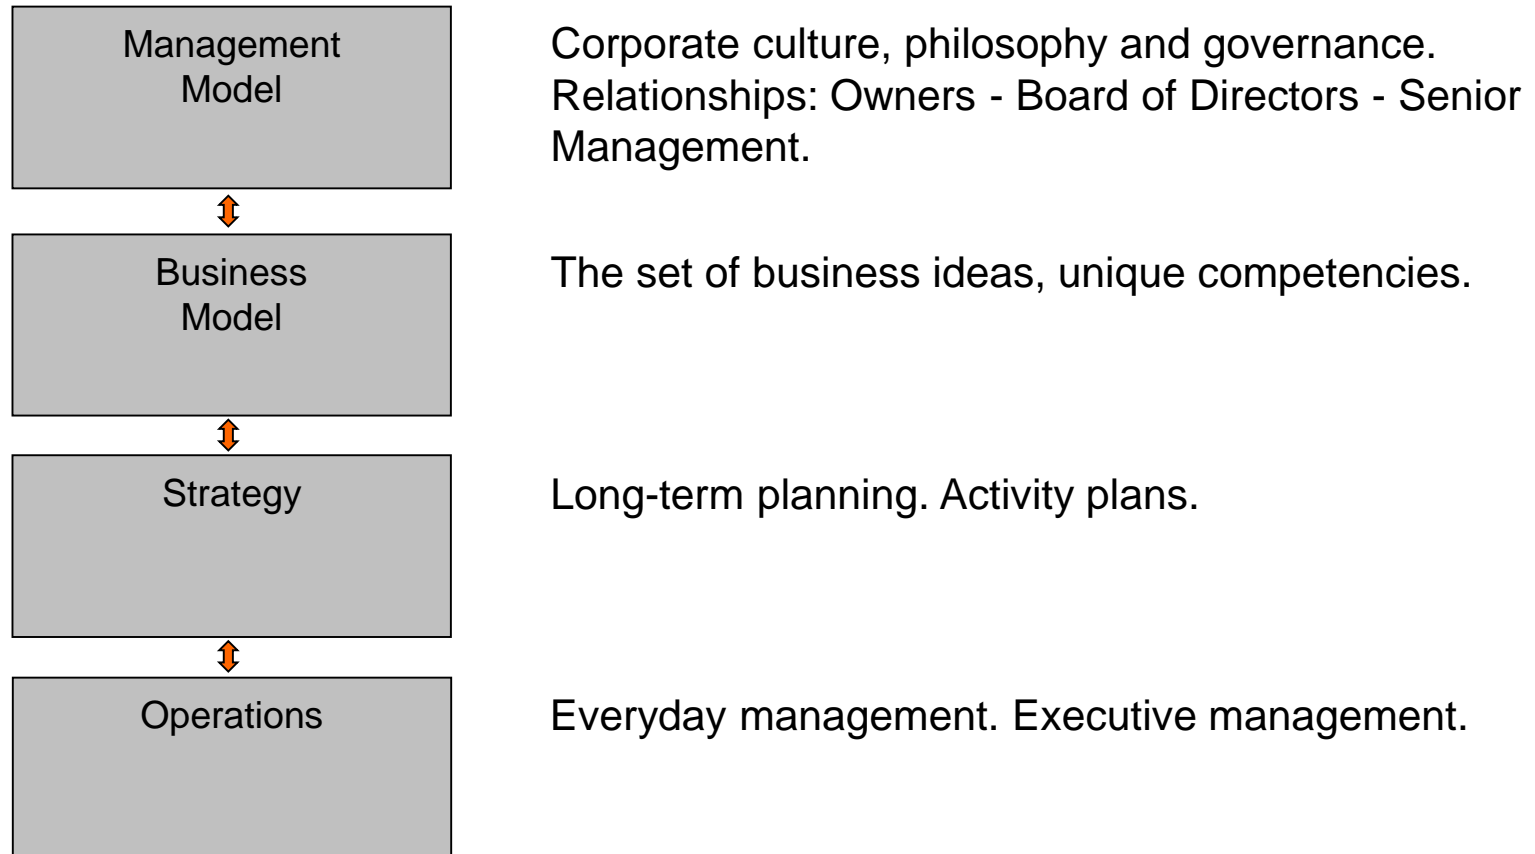 Management
Model
Corporate culture, philosophy and governance.
Relationships: Owners - Board of Directors - Senior
Management.
Business
Model
The set of business ideas, unique competencies.
Strategy
Long-term planning. Activity plans.
Operations
Everyday management. Executive management.